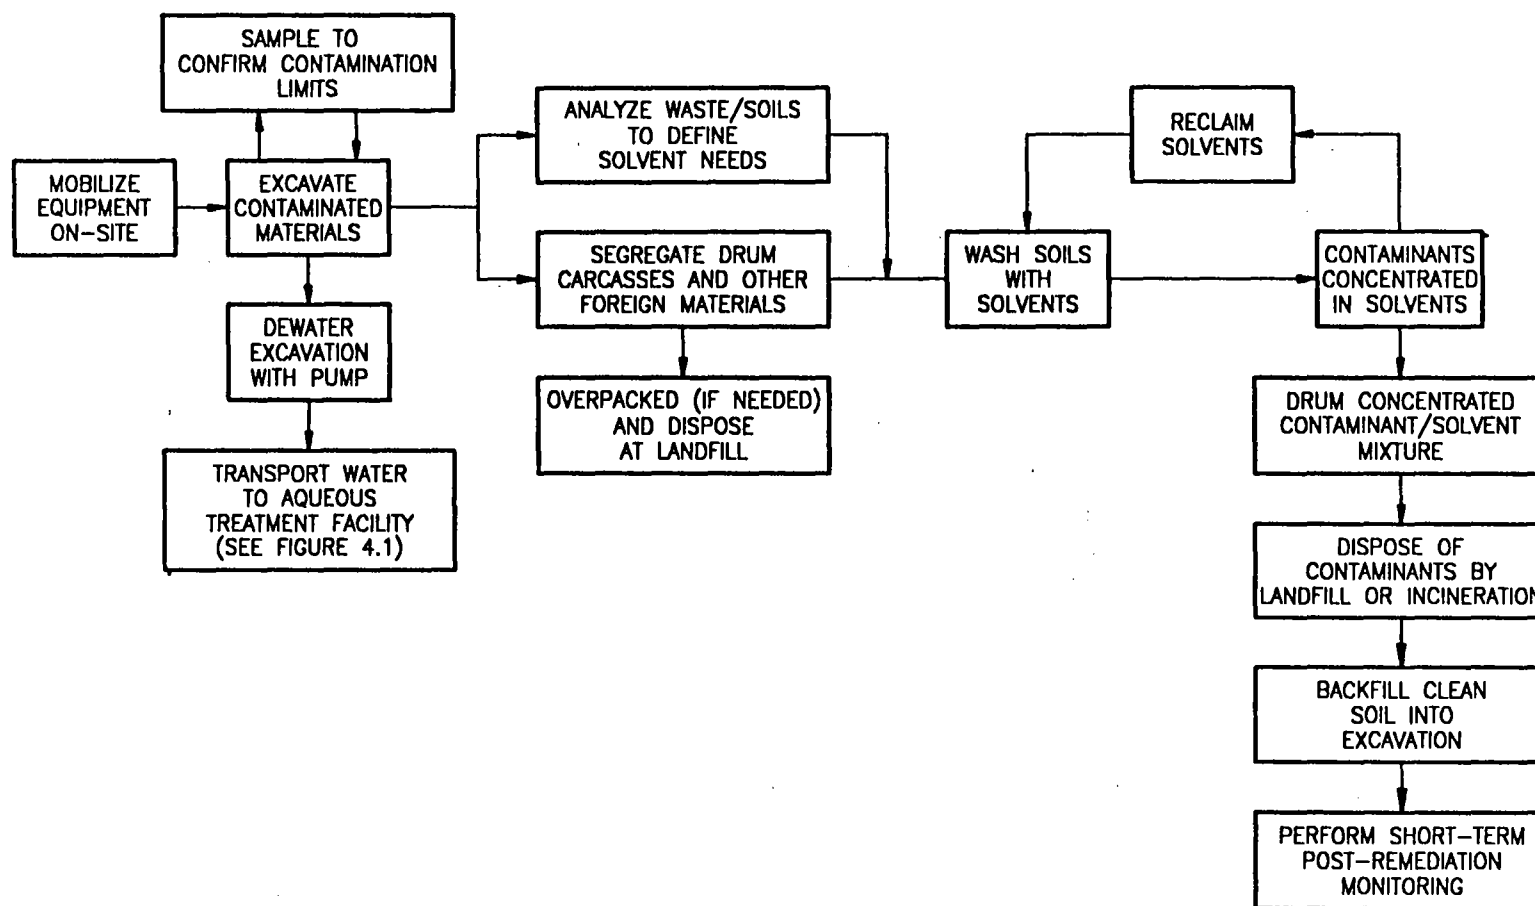 SAMPLE TO
CONFIRM CONTAMINATION
LIMITS
MOBILIZE
EQUIPMENT
ON-SITE
EXCAVATE
CONTAMINATED
MATERIALS
DEWATER
EXCAVATION
WITH PUMP
TRANSPORT WATER
TO AQUEOUS
TREATMENT FACILITY
(SEE FIGURE 4.1)
ANALYZE WASTE/SOILS
TO DEFINE
SOLVENT NEEDS
SEGREGATE DRUM
CARCASSES AND OTHER
FOREIGN MATERIALS
OVERPACKED (IF NEEDED)
AND DISPOSE
AT LANDFILL
WASH SOILS
WITH
SOLVENTS
RECLAIM
SOLVENTS
CONTAMINANTS
CONCENTRATED
IN SOLVENTS
DRUM CONCENTRATED
CONTAMINANT/SOLVENT
MIXTURE
DISPOSE OF
CONTAMINANTS BY
LANDFILL OR INCINERATION
BACKFILL CLEAN
SOIL INTO
EXCAVATION
PERFORM SHORT-TERM
POST-REMEDIATION
MONITORING